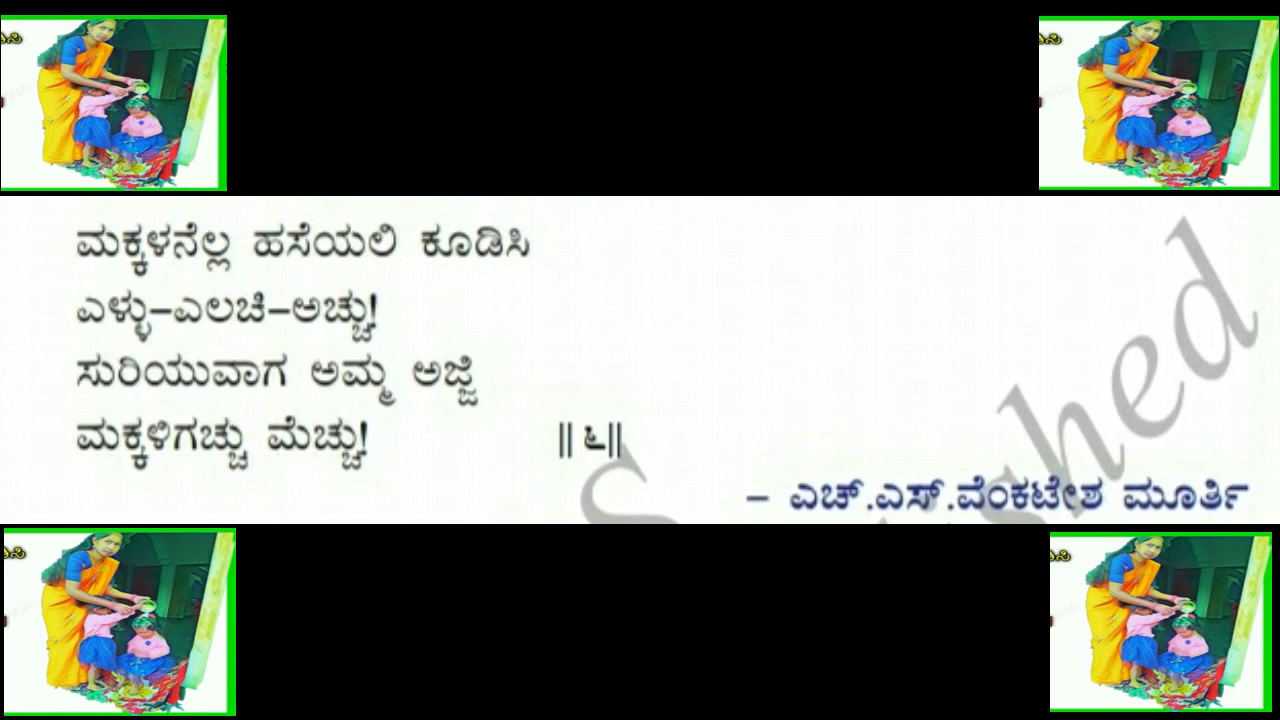 ಮಕ್ಕಳನೆಲ್ಲ ಹಸೆಯಲಿ ಕೂಡಿಸಿ
ಎಳ್ಳು-ಎಲಚಿ-ಅಚ್ಚು!
ಸುರಿಯುವಾಗ ಅಮ್ಮ ಅಜ್ಜಿ
ಮಕ್ಕಳಿಗಚ್ಚು ಮೆಚ್ಚು! ॥ ೬॥
– ಎಚ್.ಎಸ್.ವೆಂಕಟೇಶ ಮೂರ್ತಿ